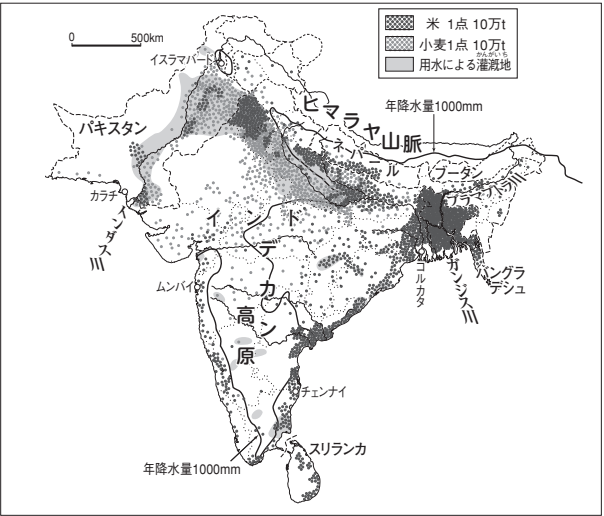 米 1点 10万t
小麦1点 10万t
かんがいち
用水による灌漑地
0 500km
イスラマバード
パキスタン
ヒマラヤ山脈
年降水量1000mm
ネパール
ブータン
ブラマプトラ川
カラチ
インダス川
インド
デカン高原
ムンバイ
コルカタ
ガンジス川
バングラ
デシュ
チェンナイ
スリランカ
年降水量1000mm